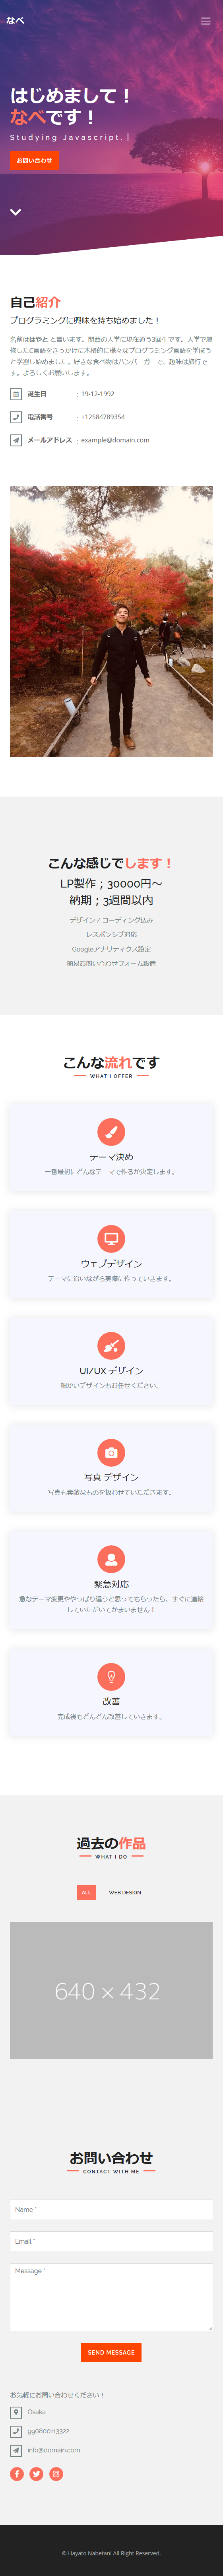 なべ
はじめまして！
なべです！
Studying Javascript.
お問い合わせ
自己紹介
プログラミングに興味を持ち始めました！
名前ははやと と言います。関西の大学に現在通う3回生です。大学で履
修したC言語をきっかけに本格的に様々なプログラミング言語を学ぼう
と学習し始めました。好きな食べ物はハンバーガーで、趣味は旅行で
す。よろしくお願いします。
誕生日 : 19-12-1992
電話番号 : +12584789354
メールアドレス : example@domain.com
こんな感じでします！
LP製作；30000円〜
納期；3週間以内
デザイン / コーディング込み
レスポンシブ対応
Googleアナリティクス設定
簡易お問い合わせフォーム設置
こんな流れです
WHAT I OFFER
テーマ決め
一番最初にどんなテーマで作るか決定します。
ウェブデザイン
テーマに沿いながら実際に作っていきます。
UI/UX デザイン
細かいデザインもお任せください。
写真 デザイン
写真も素敵なものを扱わせていただきます。
緊急対応
急なテーマ変更ややっぱり違うと思ってもらったら、すぐに連絡
していただいてかまいません！
改善
完成後もどんどん改善していきます。
過去の作品
WHAT I DO
ALL
WEB DESIGN
640 × 432
お問い合わせ
CONTACT WITH ME
Name *
Email *
Message *
SEND MESSAGE
お気軽にお問い合わせください！
Osaka
990800113322
info@domain.com
© Hayato Nabetani All Right Reserved.